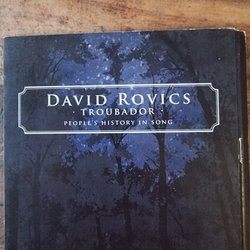 DAVID ROVICS
· TROUBADOR ·
PEOPLE'S HISTORY IN SONG